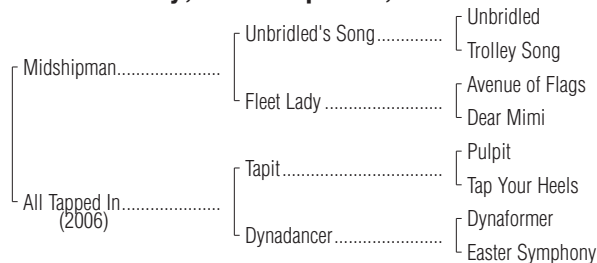 Unbridled
Unbridled's Song..............
Trolley Song
Midshipman......................
Avenue of Flags
Fleet Lady .........................
Dear Mimi
Pulpit
Tapit..................................
Tap Your Heels
All Tapped In.....................
(2006)
Dynaformer
Dynadancer.......................
Easter Symphony